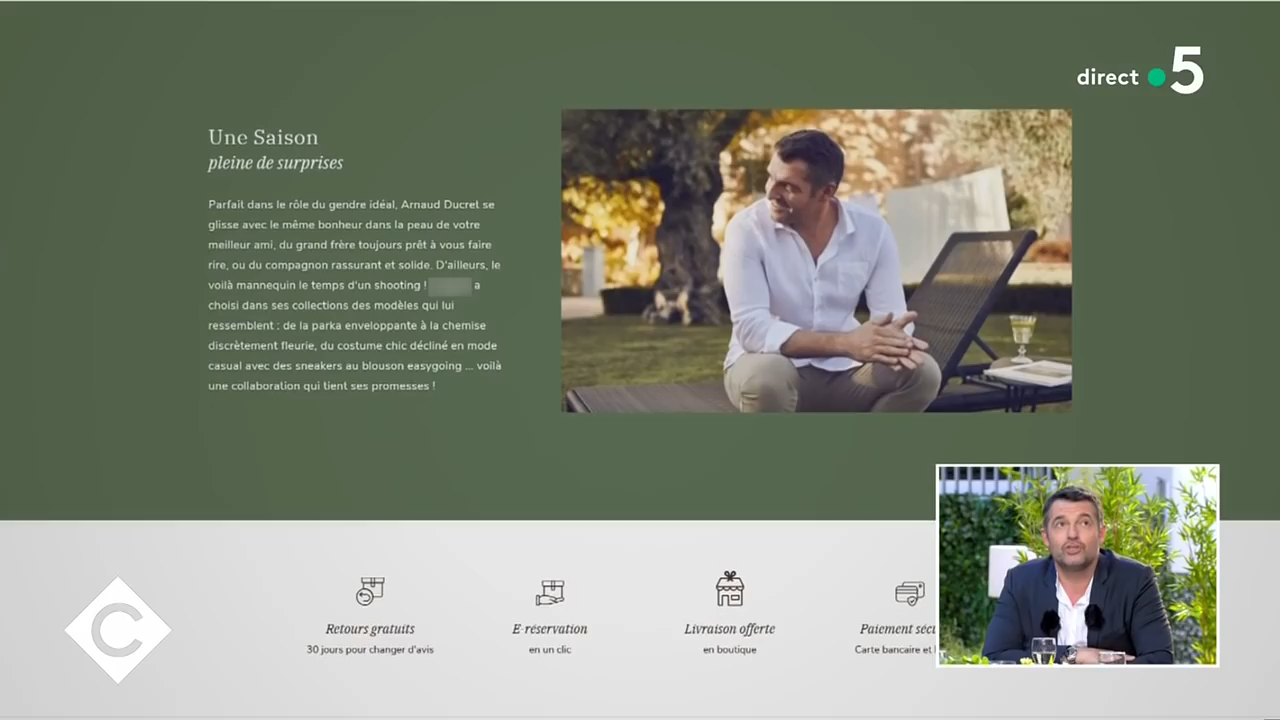 direct 5
Une Saison
pleine de surprises
Parfait dans le rôle du gendre idéal, Arnaud Ducret se
glisse avec le même bonheur dans la peau de votre
meilleur ami, du grand frère toujours prêt à vous faire
rire, ou du compagnon rassurant et solide. D'ailleurs, le
voilà mannequin le temps d'un shooting ! a
choisi dans ses collections des modèles qui lui
ressemblent : de la parka enveloppante à la chemise
discrètement fleurie, du costume chic décliné en mode
casual avec des sneakers au blouson easygoing ... voilà
une collaboration qui tient ses promesses !
C
Retours gratuits
30 jours pour changer d'avis
E-réservation
en un clic
Livraison offerte
en boutique
Paiement sécu
Carte bancaire et